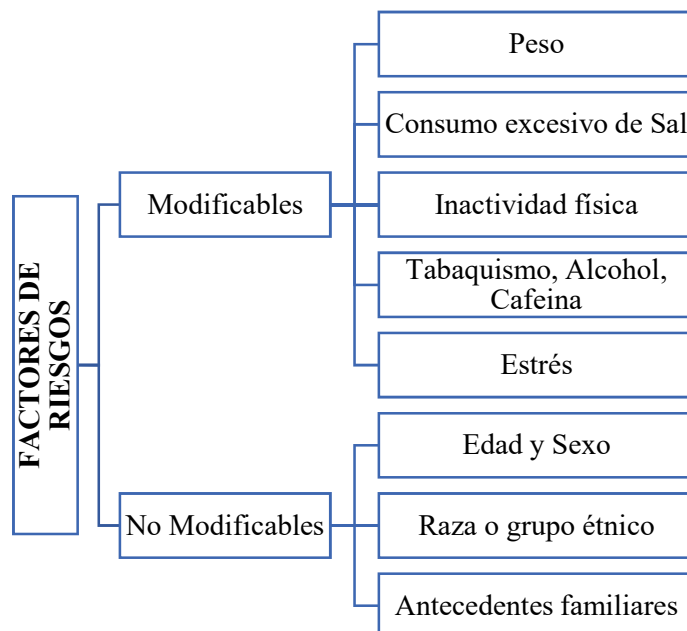 FACTORES DE
RIESGOS
Modificables
Peso
Consumo excesivo de Sal
Inactividad física
Tabaquismo, Alcohol,
Cafeina
Estrés
No Modificables
Edad y Sexo
Raza o grupo étnico
Antecedentes familiares